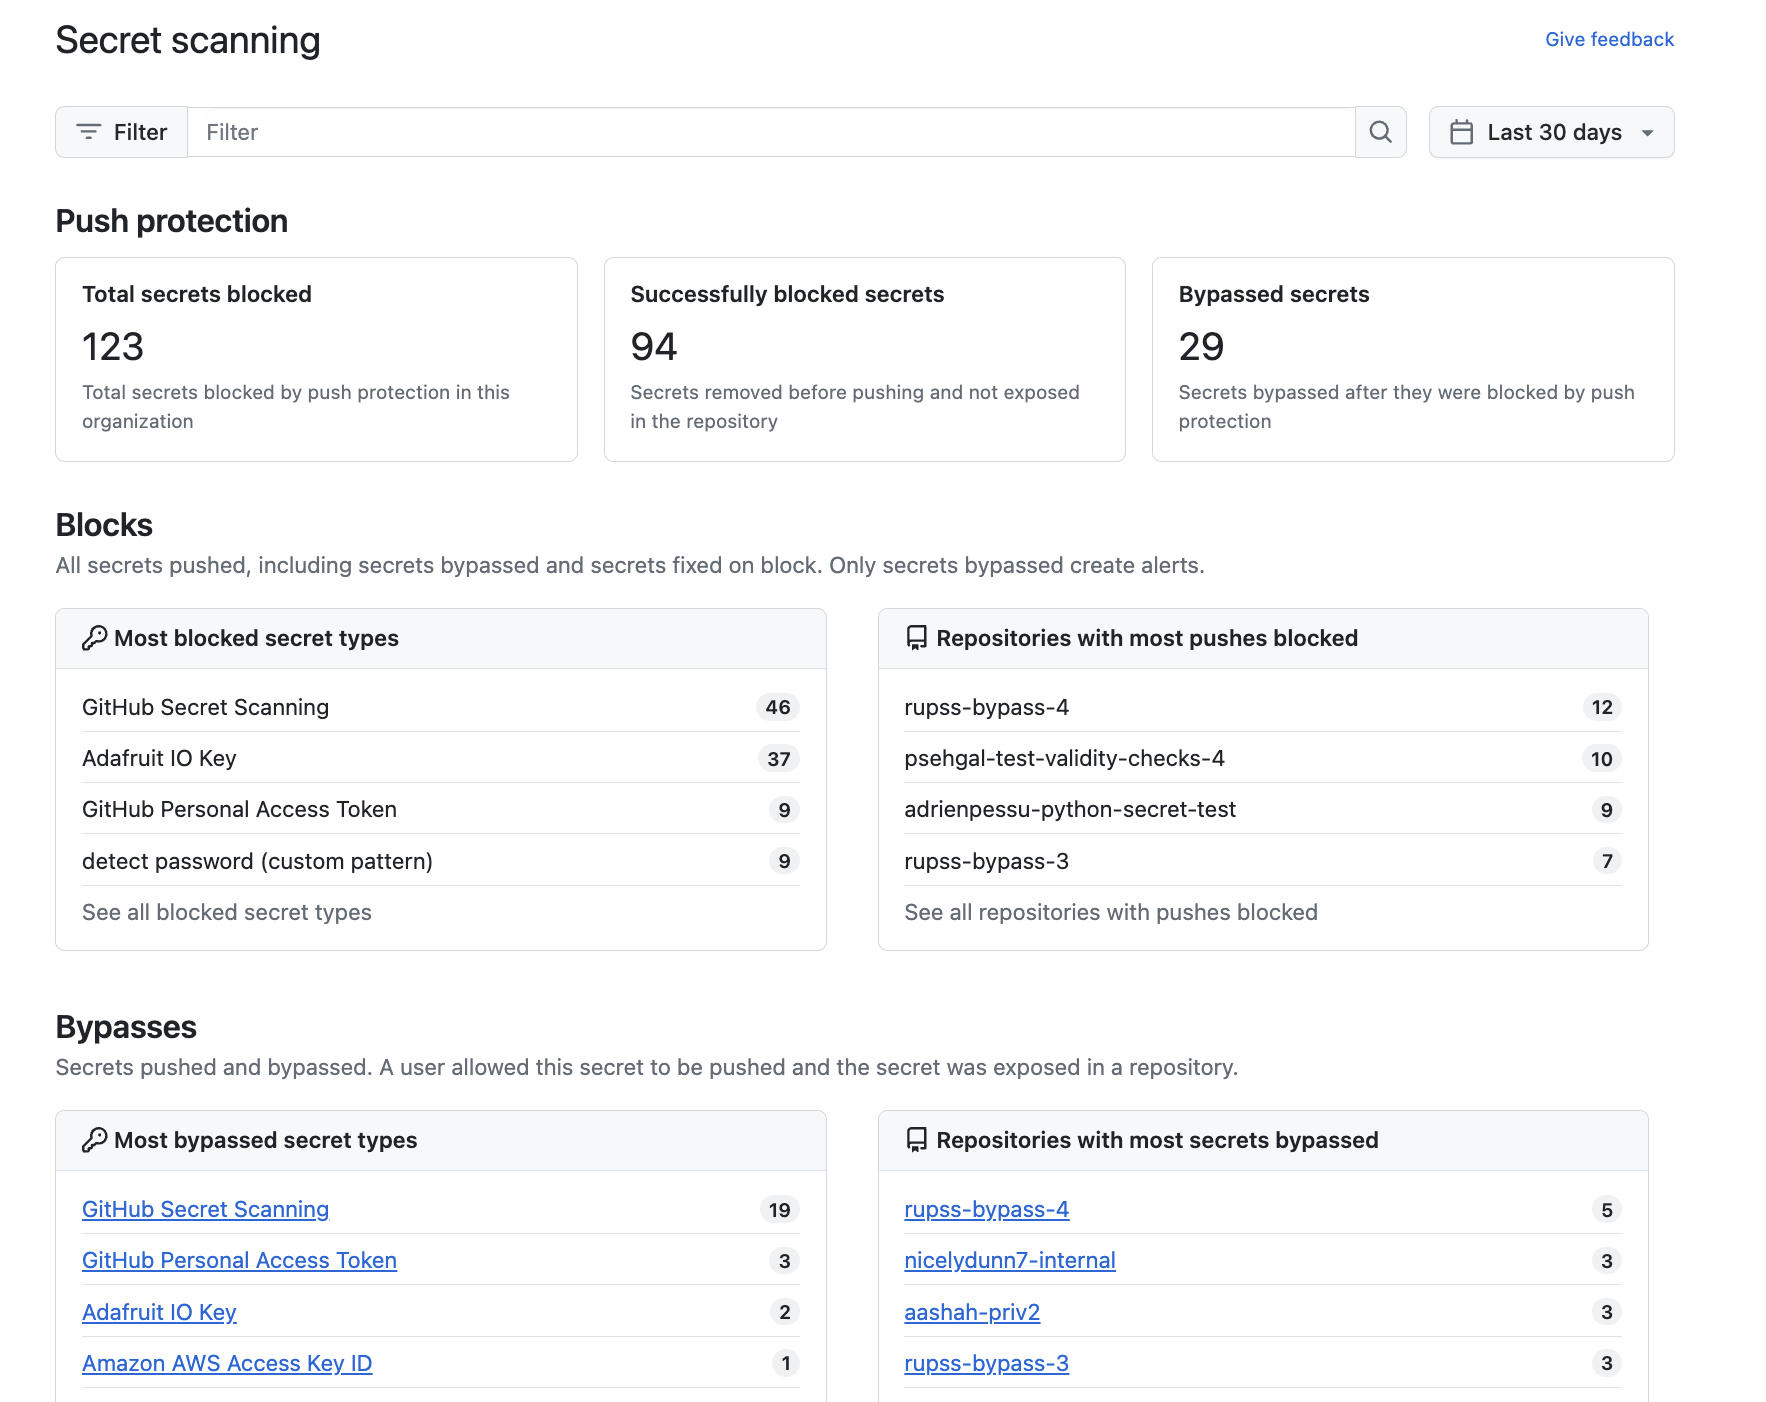 Secret scanning
Give feedback
Filter
Filter
Last 30 days
Push protection
Total secrets blocked
123
Total secrets blocked by push protection in this
organization
Successfully blocked secrets
94
Secrets removed before pushing and not exposed
in the repository
Bypassed secrets
29
Secrets bypassed after they were blocked by push
protection
Blocks
All secrets pushed, including secrets bypassed and secrets fixed on block. Only secrets bypassed create alerts.
Most blocked secret types
GitHub Secret Scanning 46
Adafruit IO Key 37
GitHub Personal Access Token 9
detect password (custom pattern) 9
See all blocked secret types
Repositories with most pushes blocked
rupss-bypass-4 12
psehgal-test-validity-checks-4 10
adrienpessu-python-secret-test 9
rupss-bypass-3 7
See all repositories with pushes blocked
Bypasses
Secrets pushed and bypassed. A user allowed this secret to be pushed and the secret was exposed in a repository.
Most bypassed secret types
GitHub Secret Scanning 19
GitHub Personal Access Token 3
Adafruit IO Key 2
Amazon AWS Access Key ID 1
Repositories with most secrets bypassed
rupss-bypass-4 5
nicelydunn7-internal 3
aashah-priv2 3
rupss-bypass-3 3